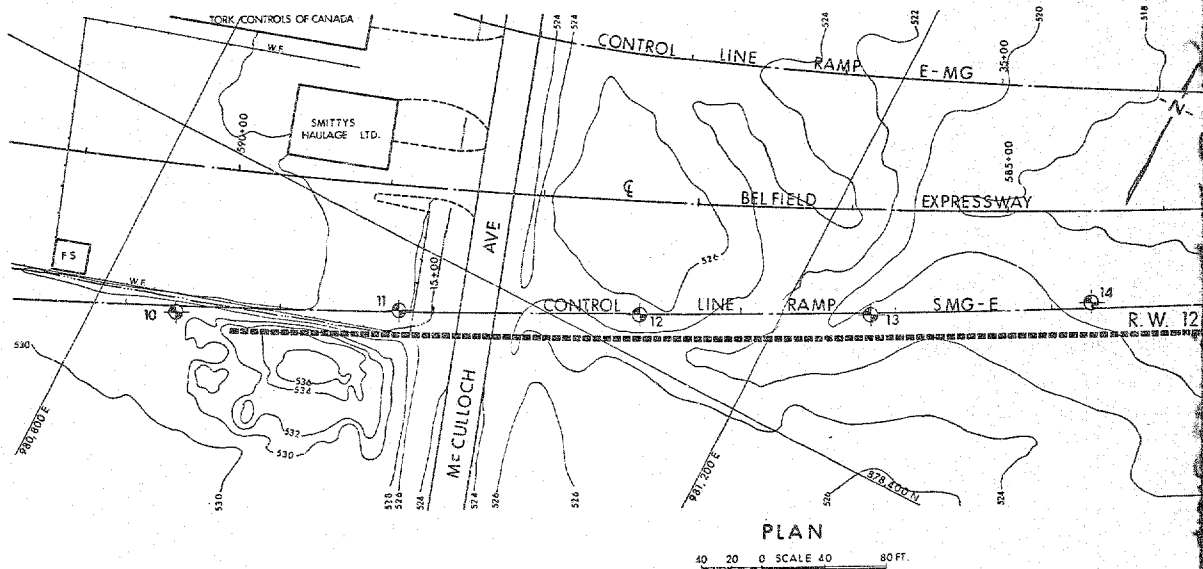 TORK CONTROLS OF CANADA
W.F.
SMITTYS
HAULAGE LTD.
590+00
524
524
524
522
520
518
CONTROL LINE RAMP E-MG
35+00
N
585+00
℄
BELFIELD EXPRESSWAY
McCULLOCH AVE
15+00
F S
W.F.
526
10
11
CONTROL LINE RAMP SMG-E
12
13
14
R.W. 12
530
536
534
532
530
530
980,800 E
528
526
524
524
526
526
981,200 E
878,400 N
526
524
PLAN
40 20 0 SCALE 40 80 FT.